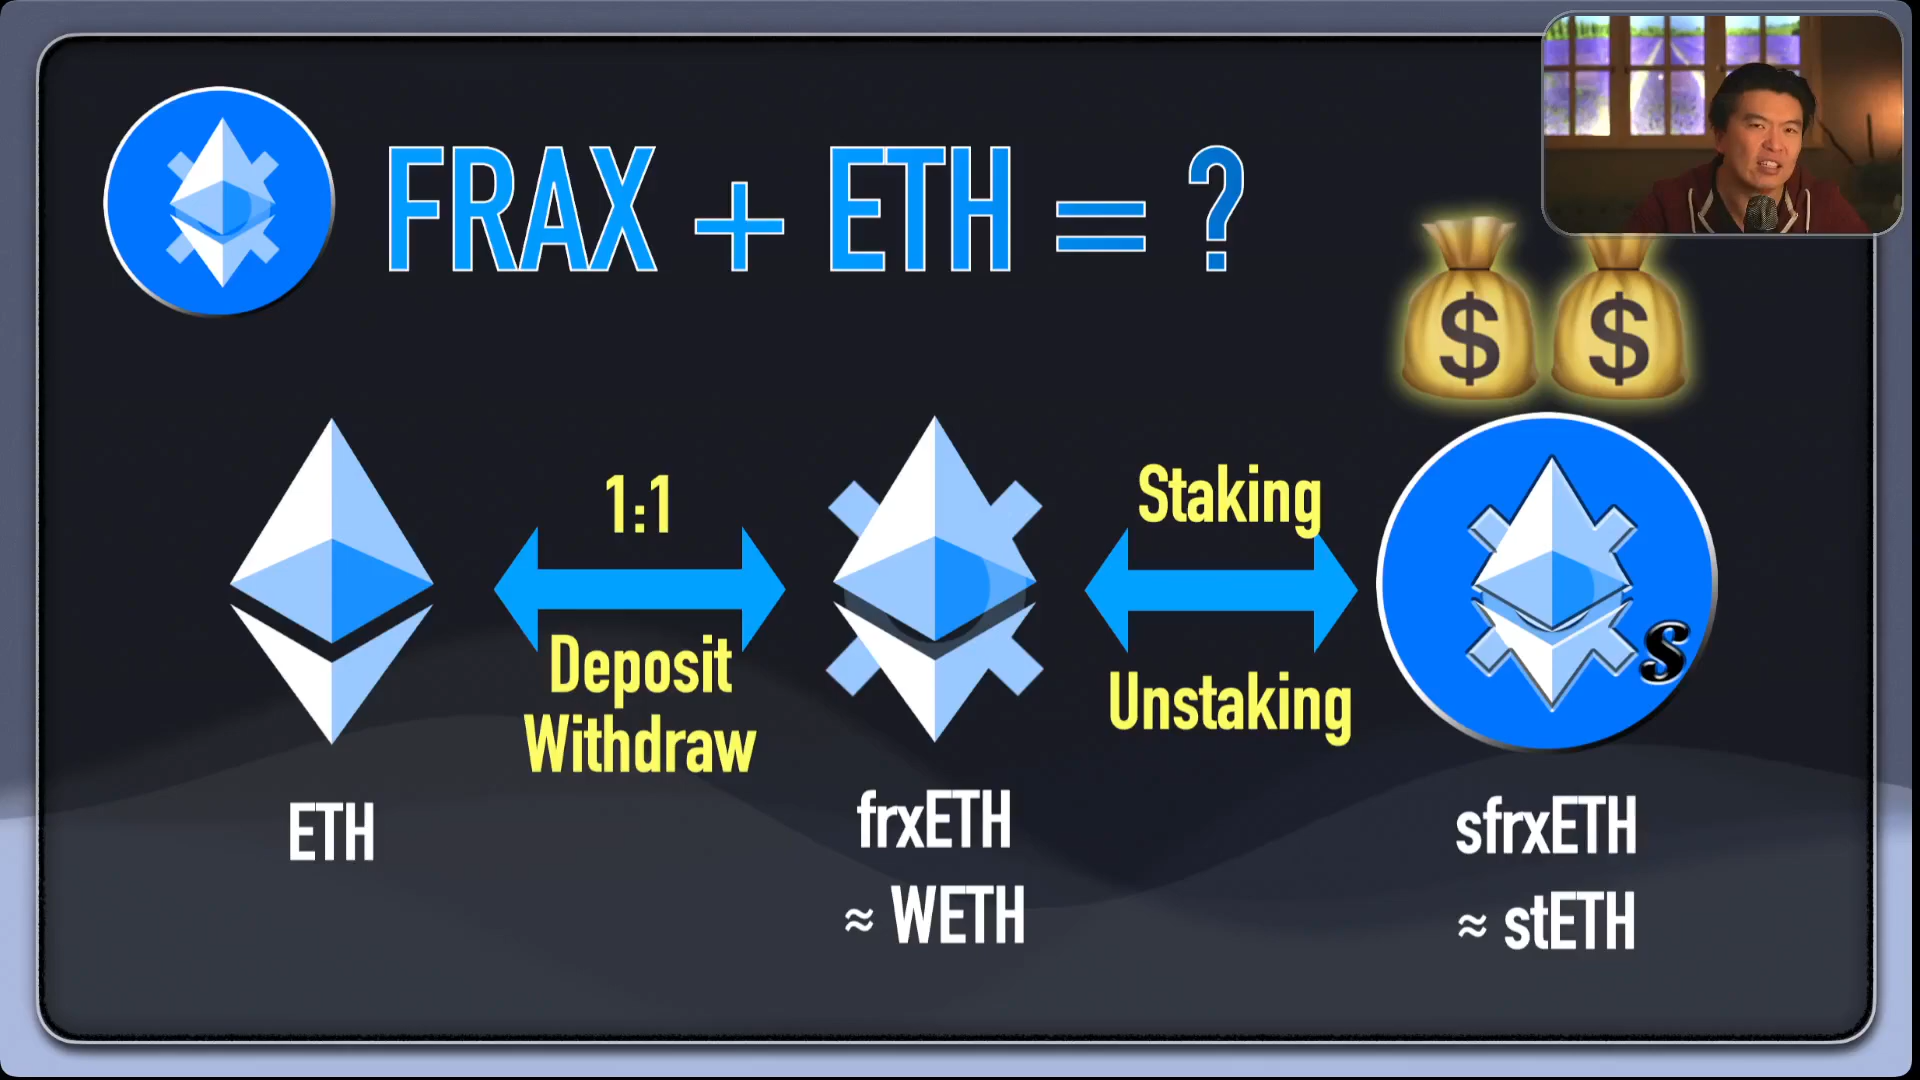 FRAX + ETH = ?
$ $
1:1
Deposit
Withdraw
Staking
Unstaking
S
ETH
frxETH
≈ WETH
sfrxETH
≈ stETH